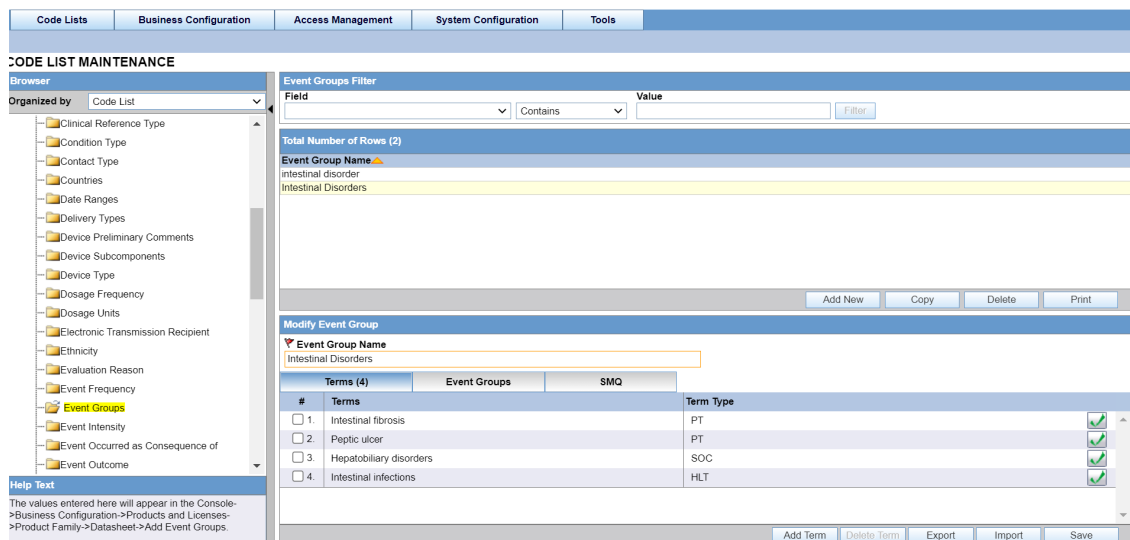 Code Lists Business Configuration Access Management System Configuration Tools
CODE LIST MAINTENANCE
Browser
Organized by Code List
Clinical Reference Type
Condition Type
Contact Type
Countries
Date Ranges
Delivery Types
Device Preliminary Comments
Device Subcomponents
Device Type
Dosage Frequency
Dosage Units
Electronic Transmission Recipient
Ethnicity
Evaluation Reason
Event Frequency
Event Groups
Event Intensity
Event Occurred as Consequence of
Event Outcome
Help Text
The values entered here will appear in the Console-
>Business Configuration->Products and Licenses-
>Product Family->Datasheet->Add Event Groups.
Event Groups Filter
Field Value
Contains Filter
Total Number of Rows (2)
Event Group Name
intestinal disorder
Intestinal Disorders
Add New Copy Delete Print
Modify Event Group
Event Group Name
Intestinal Disorders
Terms (4) Event Groups SMQ
# Terms Term Type
1. Intestinal fibrosis PT
2. Peptic ulcer PT
3. Hepatobiliary disorders SOC
4. Intestinal infections HLT
Add Term Delete Term Export Import Save